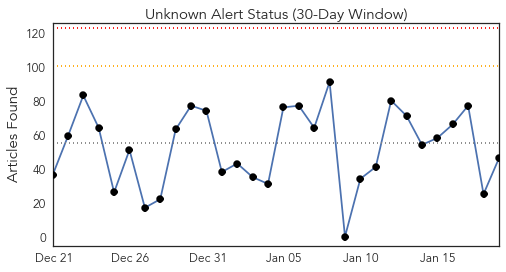 Unknown Alert Status (30-Day Window)
120
100
80
60
40
20
0
Articles Found
Dec 21
Dec 26
Dec 31
Jan 05
Jan 10
Jan 15